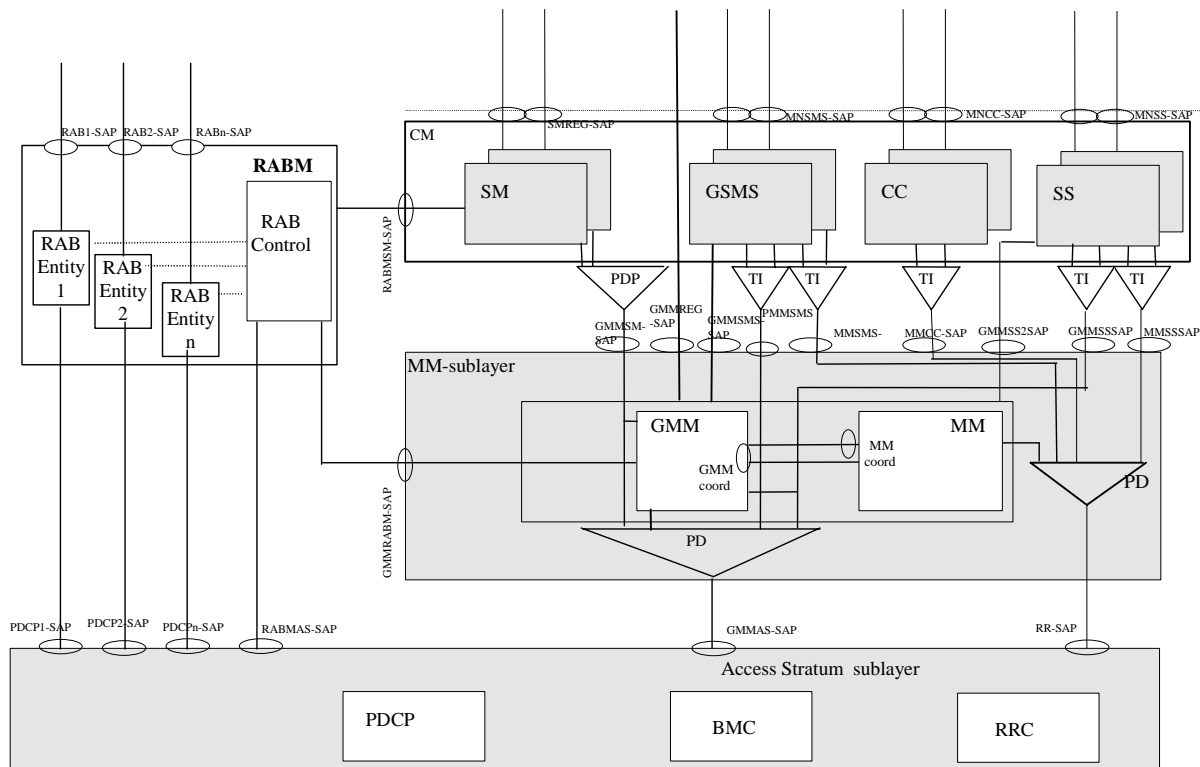 SMREG-SAP
MNSMS-SAP
MNCC-SAP
MNSS-SAP
RAB1-SAP
RAB2-SAP
RABn-SAP
CM
RABM
SM
GSMS
CC
SS
RAB
Control
RABMSM-SAP
RAB
Entity
1
RAB
Entity
2
RAB
Entity
n
PDP
TI
TI
TI
TI
TI
GMMSM-
SAP
GMMREG
-SAP
GMMSMS-
SAP
PMMSMS
MMSMS-
MMCC-SAP
GMMSS2SAP
GMMSSSAP
MMSSSAP
MM-sublayer
GMM
MM
GMM
coord
MM
coord
PD
PD
GMMRABM-SAP
PDCP1-SAP
PDCP2-SAP
PDCPn-SAP
RABMAS-SAP
GMMAS-SAP
RR-SAP
Access Stratum sublayer
PDCP
BMC
RRC